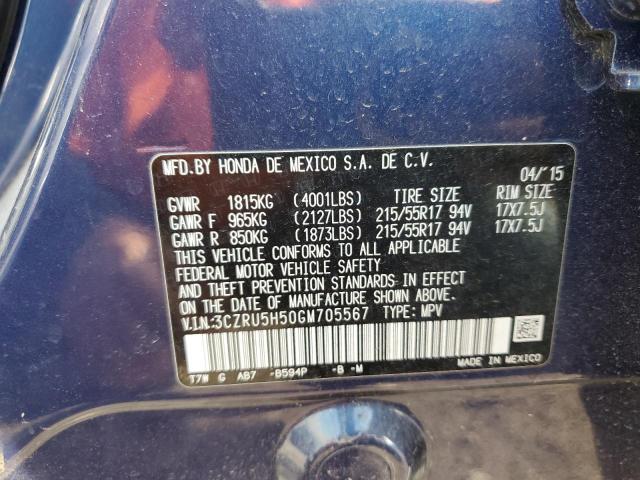 MFD. BY HONDA DE MEXICO S.A. DE C.V.
04/'15
GVWR 1815KG (4001LBS) TIRE SIZE RIM SIZE
GAWR F 965KG (2127LBS) 215/55R17 94V 17X7.5J
GAWR R 850KG (1873LBS) 215/55R17 94V 17X7.5J
THIS VEHICLE CONFORMS TO ALL APPLICABLE
FEDERAL MOTOR VEHICLE SAFETY
AND THEFT PREVENTION STANDARDS IN EFFECT
ON THE DATE OF MANUFACTURE SHOWN ABOVE.
V.I.N.:3CZRU5H50GM705567 TYPE: MPV
T7W G AB7 -B594P -B -M
MADE IN MEXICO